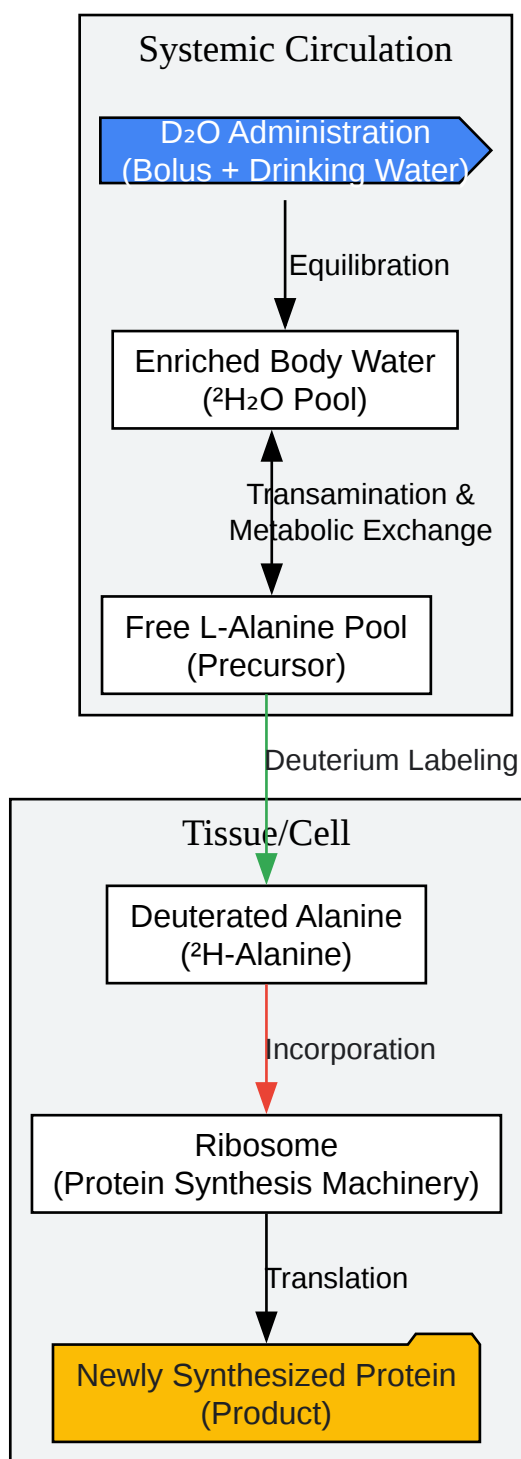 Systemic Circulation
D₂O Administration
(Bolus + Drinking Water)
Equilibration
Enriched Body Water
(²H₂O Pool)
Transamination &
Metabolic Exchange
Free L-Alanine Pool
(Precursor)
Deuterium Labeling
Tissue/Cell
Deuterated Alanine
(²H-Alanine)
Incorporation
Ribosome
(Protein Synthesis Machinery)
Translation
Newly Synthesized Protein
(Product)